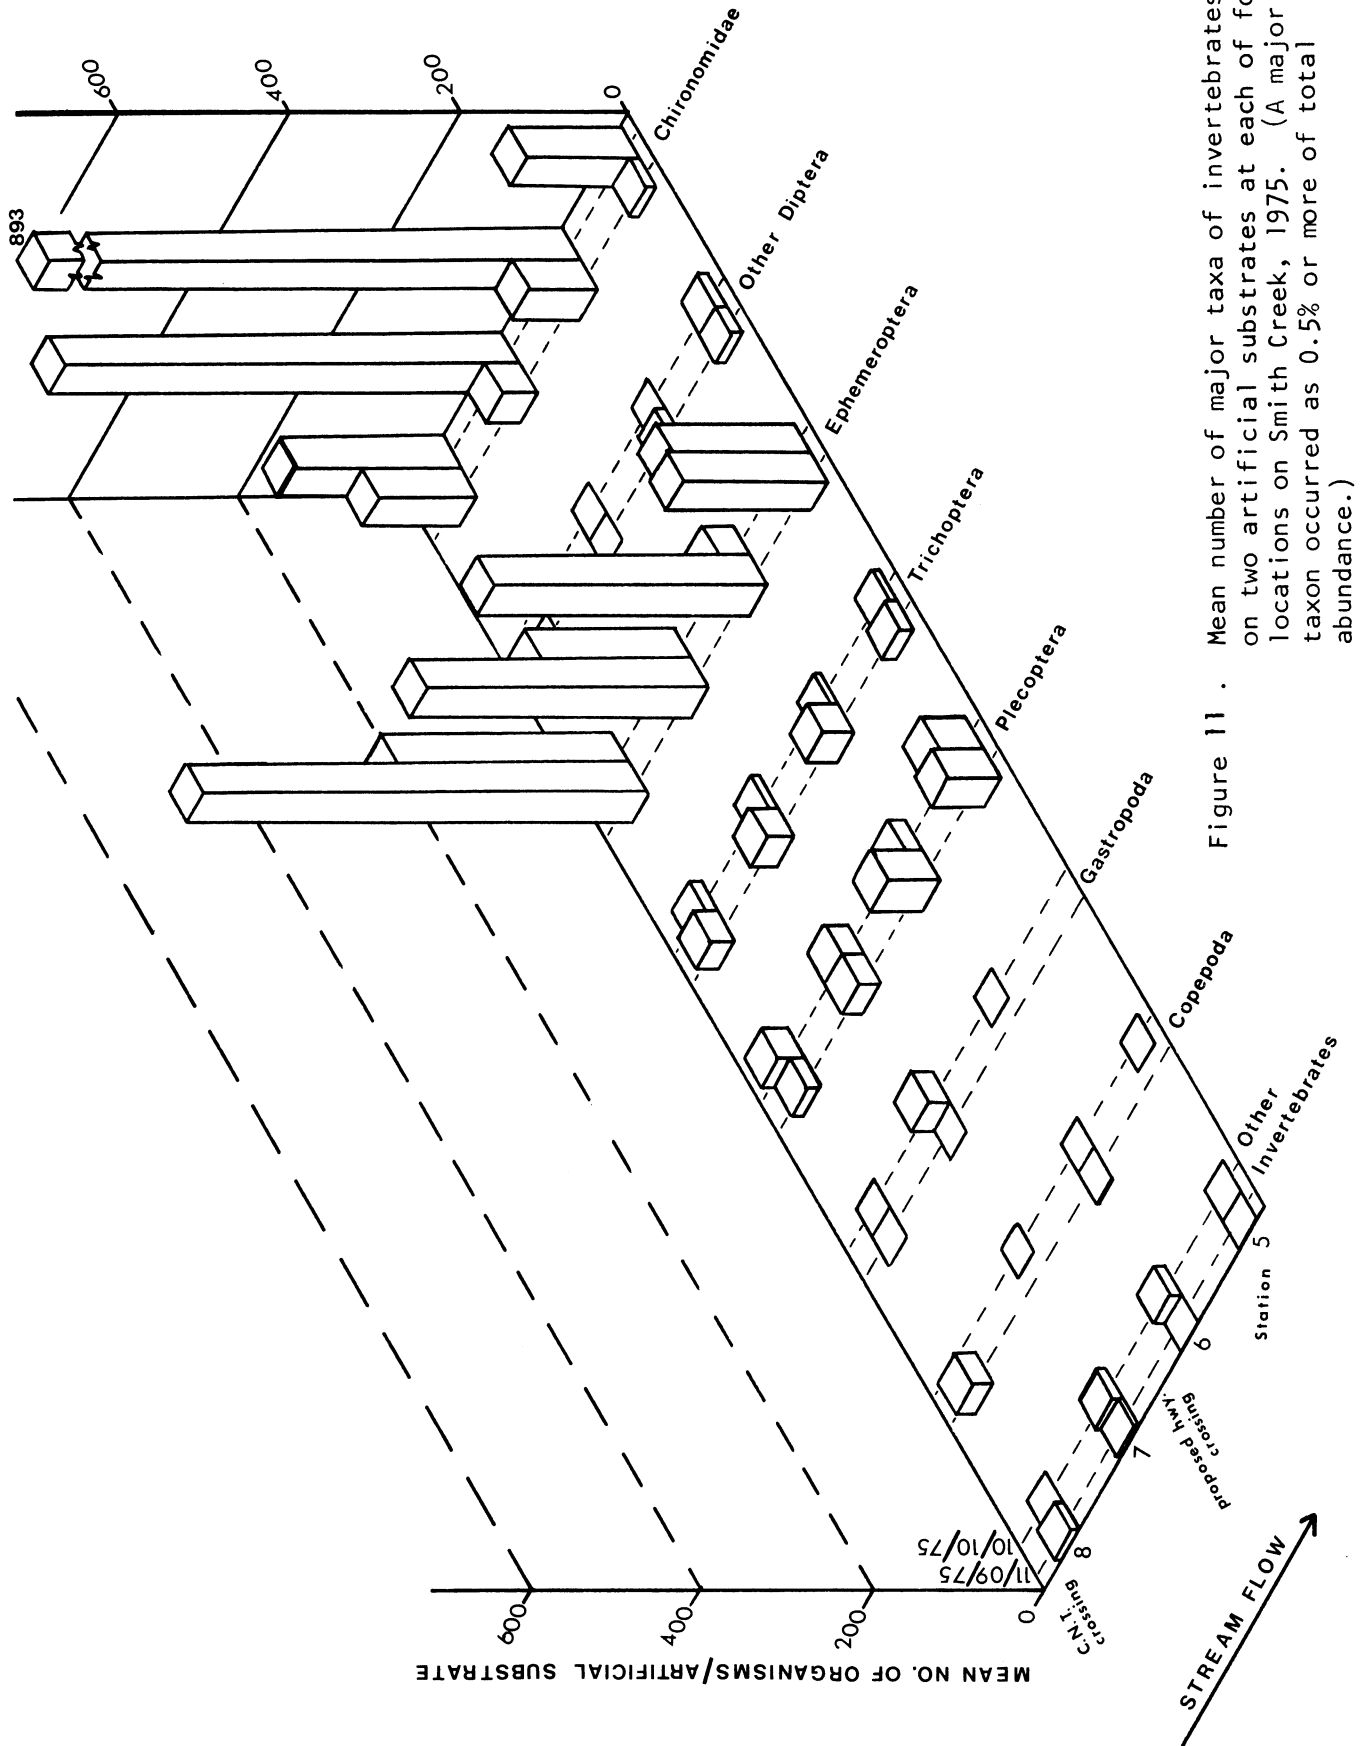 893
600
400
200
0
Chironomidae
Other Diptera
Ephemeroptera
Trichoptera
Plecoptera
Gastropoda
Copepoda
Other
Invertebrates
600
400
200
0
MEAN NO. OF ORGANISMS/ARTIFICIAL SUBSTRATE
10/10/75
11/09/75
C.N.T.
crossing
8
7
proposed hwy.
crossing
6
Station 5
STREAM FLOW
Figure 11. Mean number of major taxa of invertebrates
on two artificial substrates at each of
locations on Smith Creek, 1975. (A major
taxon occurred as 0.5% or more of total
abundance.)